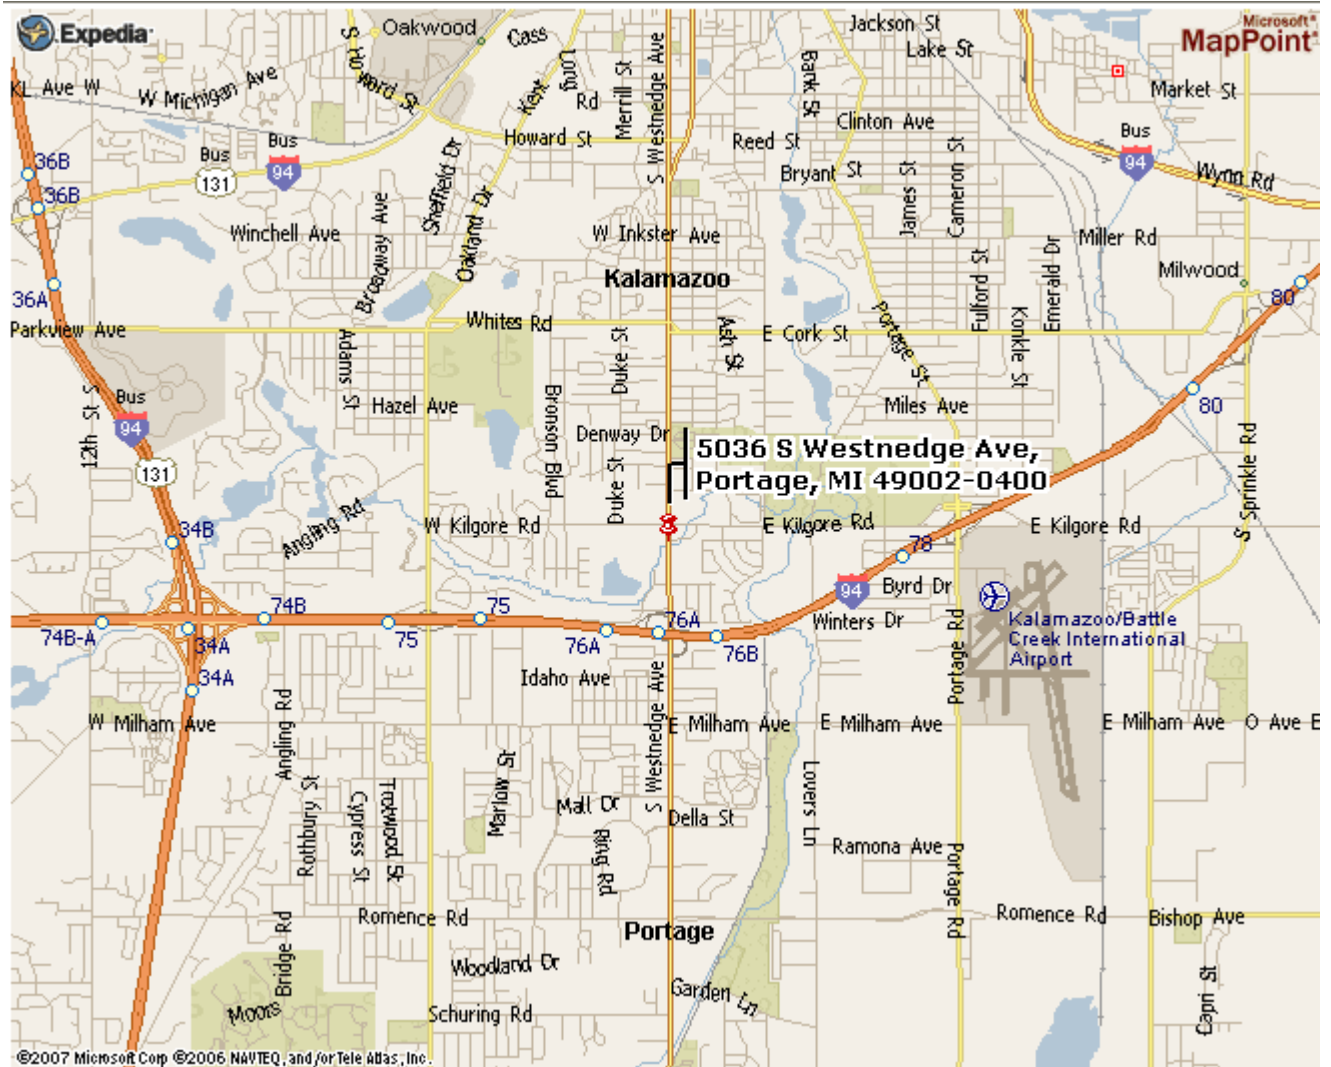 Expedia
Microsoft®
MapPoint®
Oakwood
Cass
Jackson St
Lake St
S Howard St
Long Rd
Kent
Merrill St
S Westnedge Ave
Bark St
KL Ave W
W Michigan Ave
Market St
Howard St
Reed St
Clinton Ave
Bus
94
Bus
131
Bus
94
36B
36B
Sheffield Dr
Oakland Dr
Broadway Ave
Bryant St
James St
Cameron St
Wynn Rd
Winchell Ave
W Inkster Ave
Miller Rd
Kalamazoo
Fulford St
Emerald Dr
Milwood
36A
80
Parkview Ave
Whites Rd
E Cork St
Portage St
Konkle St
Adams St
Duke St
Ash St
12th St S
Bus
94
131
Hazel Ave
Bronson Blvd
Miles Ave
80
Denway Dr
5036 S Westnedge Ave,
Portage, MI 49002-0400
Duke St
S Sprinkle Rd
34B
Angling Rd
W Kilgore Rd
E Kilgore Rd
E Kilgore Rd
78
94
Byrd Dr
74B
75
76A
Winters Dr
Kalamazoo/Battle
Creek International
Airport
74B-A
34A
75
76A
76B
34A
Idaho Ave
Portage Rd
W Milham Ave
Angling Rd
S Westnedge Ave
E Milham Ave
E Milham Ave
E Milham Ave
O Ave E
Rothbury St
Cypress St
Trotwood St
Marlow St
Mall Dr
Della St
Lovers Ln
Ring Rd
Ramona Ave
Portage Rd
Romence Rd
Romence Rd
Bishop Ave
Portage
Moors Bridge Rd
Woodland Dr
Garden Ln
Schuring Rd
Capri St
©2007 Microsoft Corp ©2006 NAVTEQ, and/or Tele Atlas, Inc.